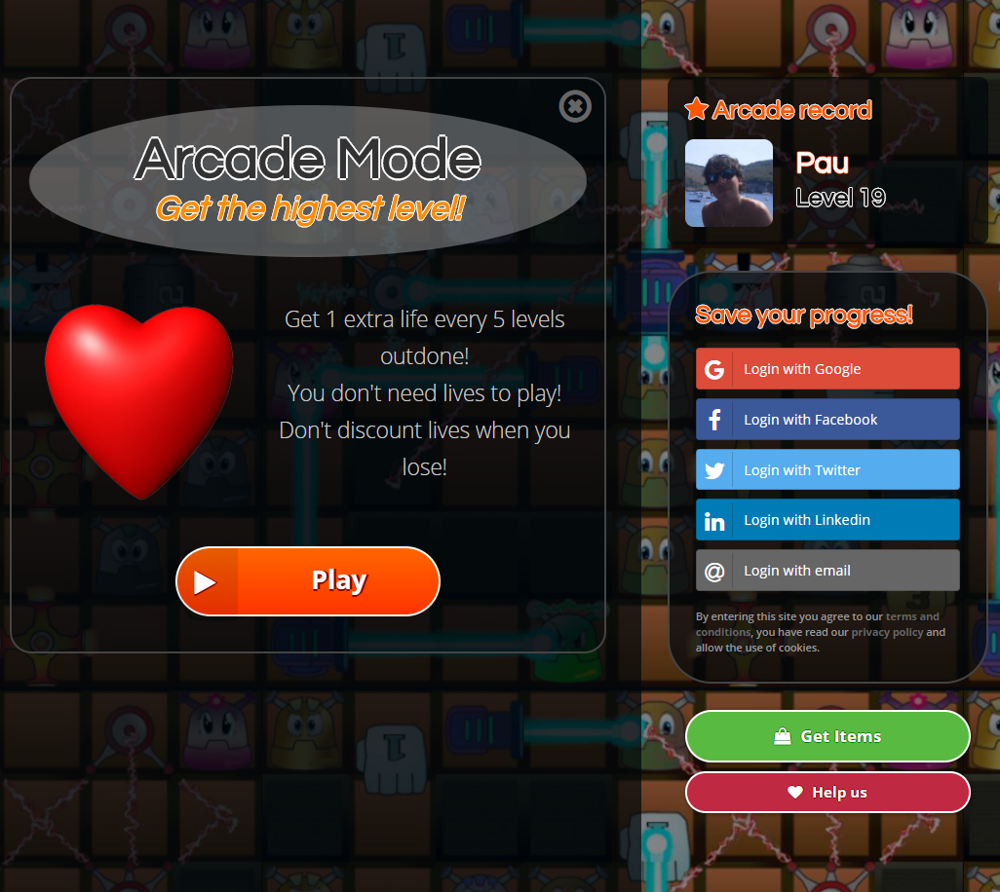 Arcade Mode
Get the highest level!
Get 1 extra life every 5 levels
outdone!
You don't need lives to play!
Don't discount lives when you
lose!
Play
Arcade record
Pau
Level 19
Save your progress!
Login with Google
Login with Facebook
Login with Twitter
Login with Linkedin
Login with email
By entering this site you agree to our terms and
conditions, you have read our privacy policy and
allow the use of cookies.
Get Items
Help us